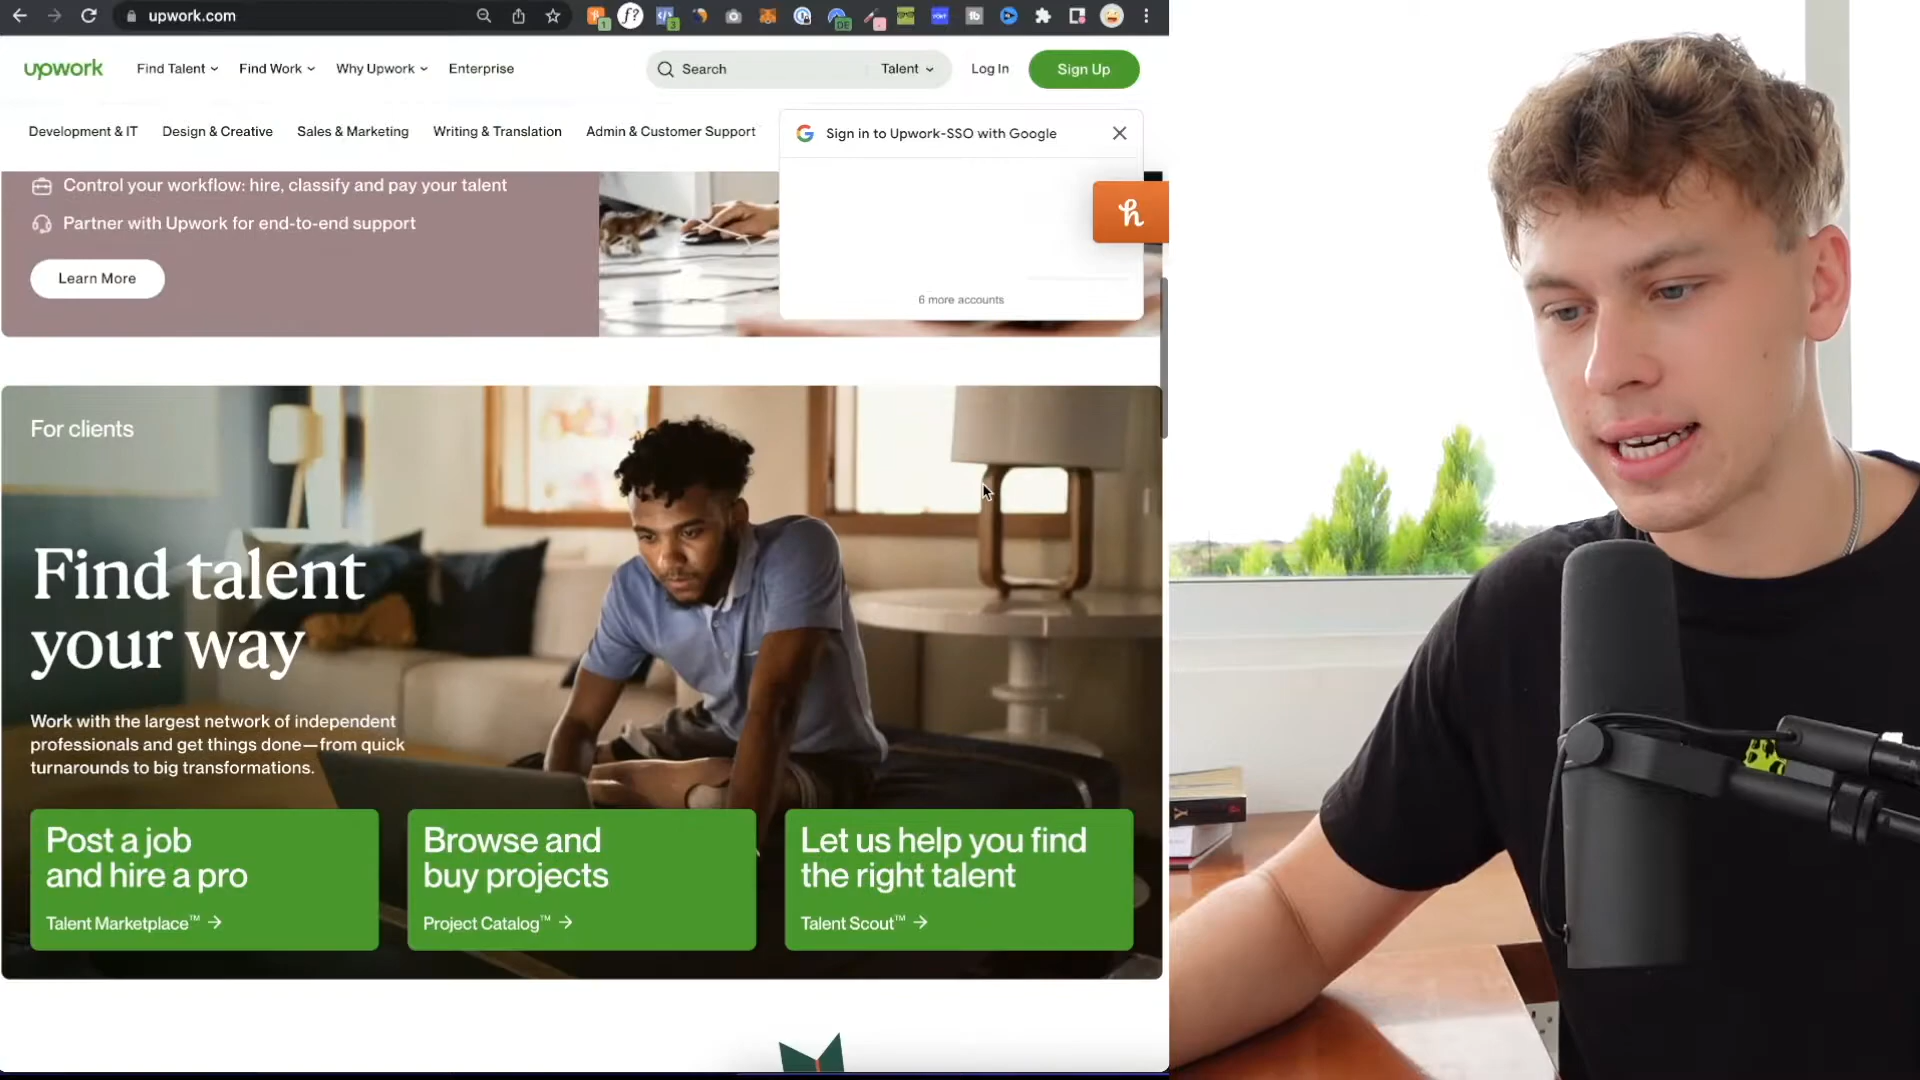 upwork.com
1
f?
3
DE
tb
upwork
Find Talent
Find Work
Why Upwork
Enterprise
Search
Talent
Log In
Sign Up
Development & IT
Design & Creative
Sales & Marketing
Writing & Translation
Admin & Customer Support
Sign in to Upwork-SSO with Google
6 more accounts
h
Control your workflow: hire, classify and pay your talent
Partner with Upwork for end-to-end support
Learn More
For clients
Find talent
your way
Work with the largest network of independent
professionals and get things done—from quick
turnarounds to big transformations.
Post a job
and hire a pro
Talent Marketplace™ →
Browse and
buy projects
Project Catalog™ →
Let us help you find
the right talent
Talent Scout™ →